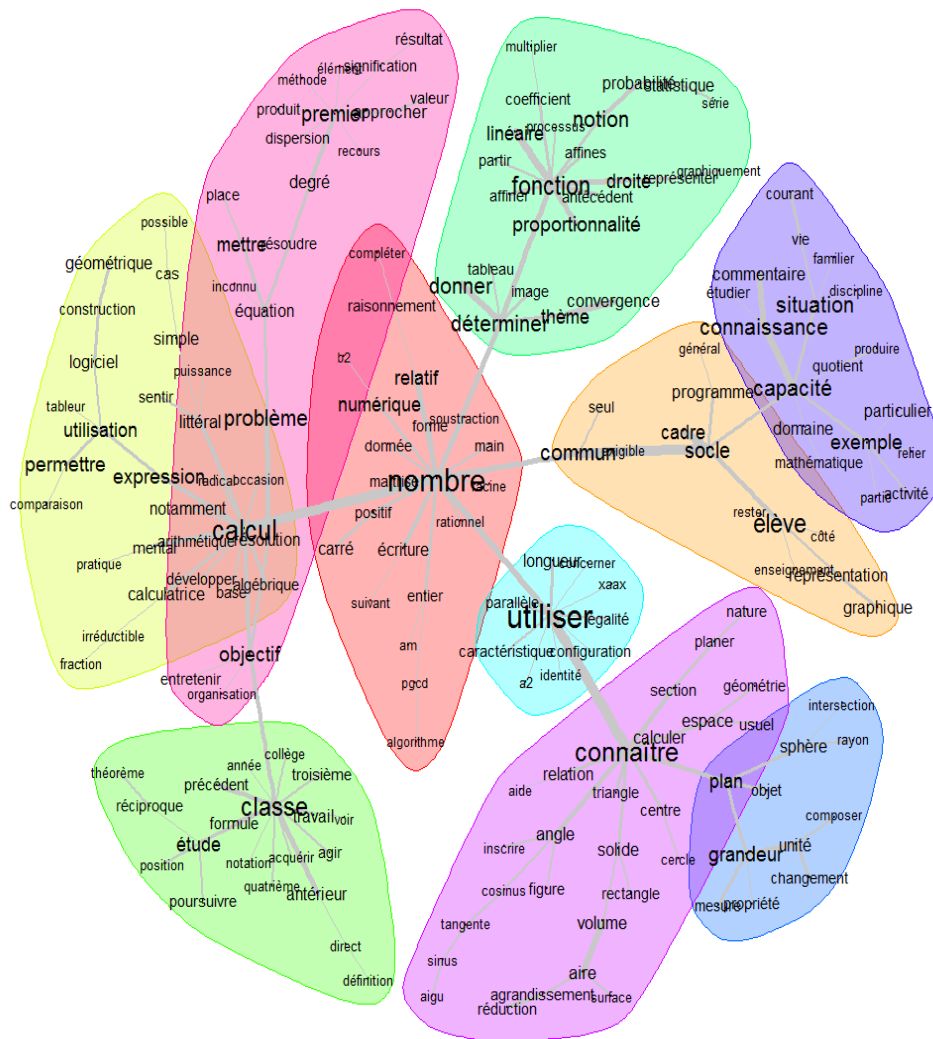 résultat
élément
signification
méthode
valeur
produit
premier
approcher
dispersion
recours
degré
place
mettre
résoudre
inconnu
équation
problème
multiplier
probabilité
statistique
série
coefficient
processus
notion
linéaire
affines
partir
graphiquement
fonction
droite
représenter
affiner
antécédent
proportionnalité
tableau
donner
image
convergence
déterminer
thème
courant
vie
familier
commentaire
étudier
situation
discipline
connaissance
produire
quotient
capacité
particulier
domaine
exemple
relier
mathématique
partie
activité
général
programme
seul
cadre
commun
exigible
socle
rester
élève
côté
enseignement
représentation
graphique
possible
géométrique
cas
construction
simple
logiciel
puissance
sentir
tableur
littéral
utilisation
permettre
expression
radical
occasion
comparaison
notamment
calcul
arithmétique
résolution
mental
pratique
développer
algébrique
calculatrice
base
irréductible
fraction
objectif
entretenir
organisation
compléter
raisonnement
relatif
numérique
forme
soustraction
donnée
main
nombre
maîtrise
racine
positif
rationnel
carré
écriture
suivant
entier
am
pgcd
algorithme
longueur
concerner
xaax
parallèle
utiliser
égalité
caractéristique
configuration
identité
a2
nature
planer
section
géométrie
espace
usuel
calculer
connaître
relation
aide
triangle
centre
angle
inscrire
solide
cercle
cosinus
figure
rectangle
tangente
volume
sinus
aire
aigu
agrandissement
réduction
surface
intersection
sphère
rayon
plan
objet
composer
unité
grandeur
changement
mesure
propriété
collège
année
théorème
troisième
précédent
réciproque
classe
travail
voir
formule
étude
agir
notation
acquérir
position
quatrième
antérieur
poursuivre
direct
définition